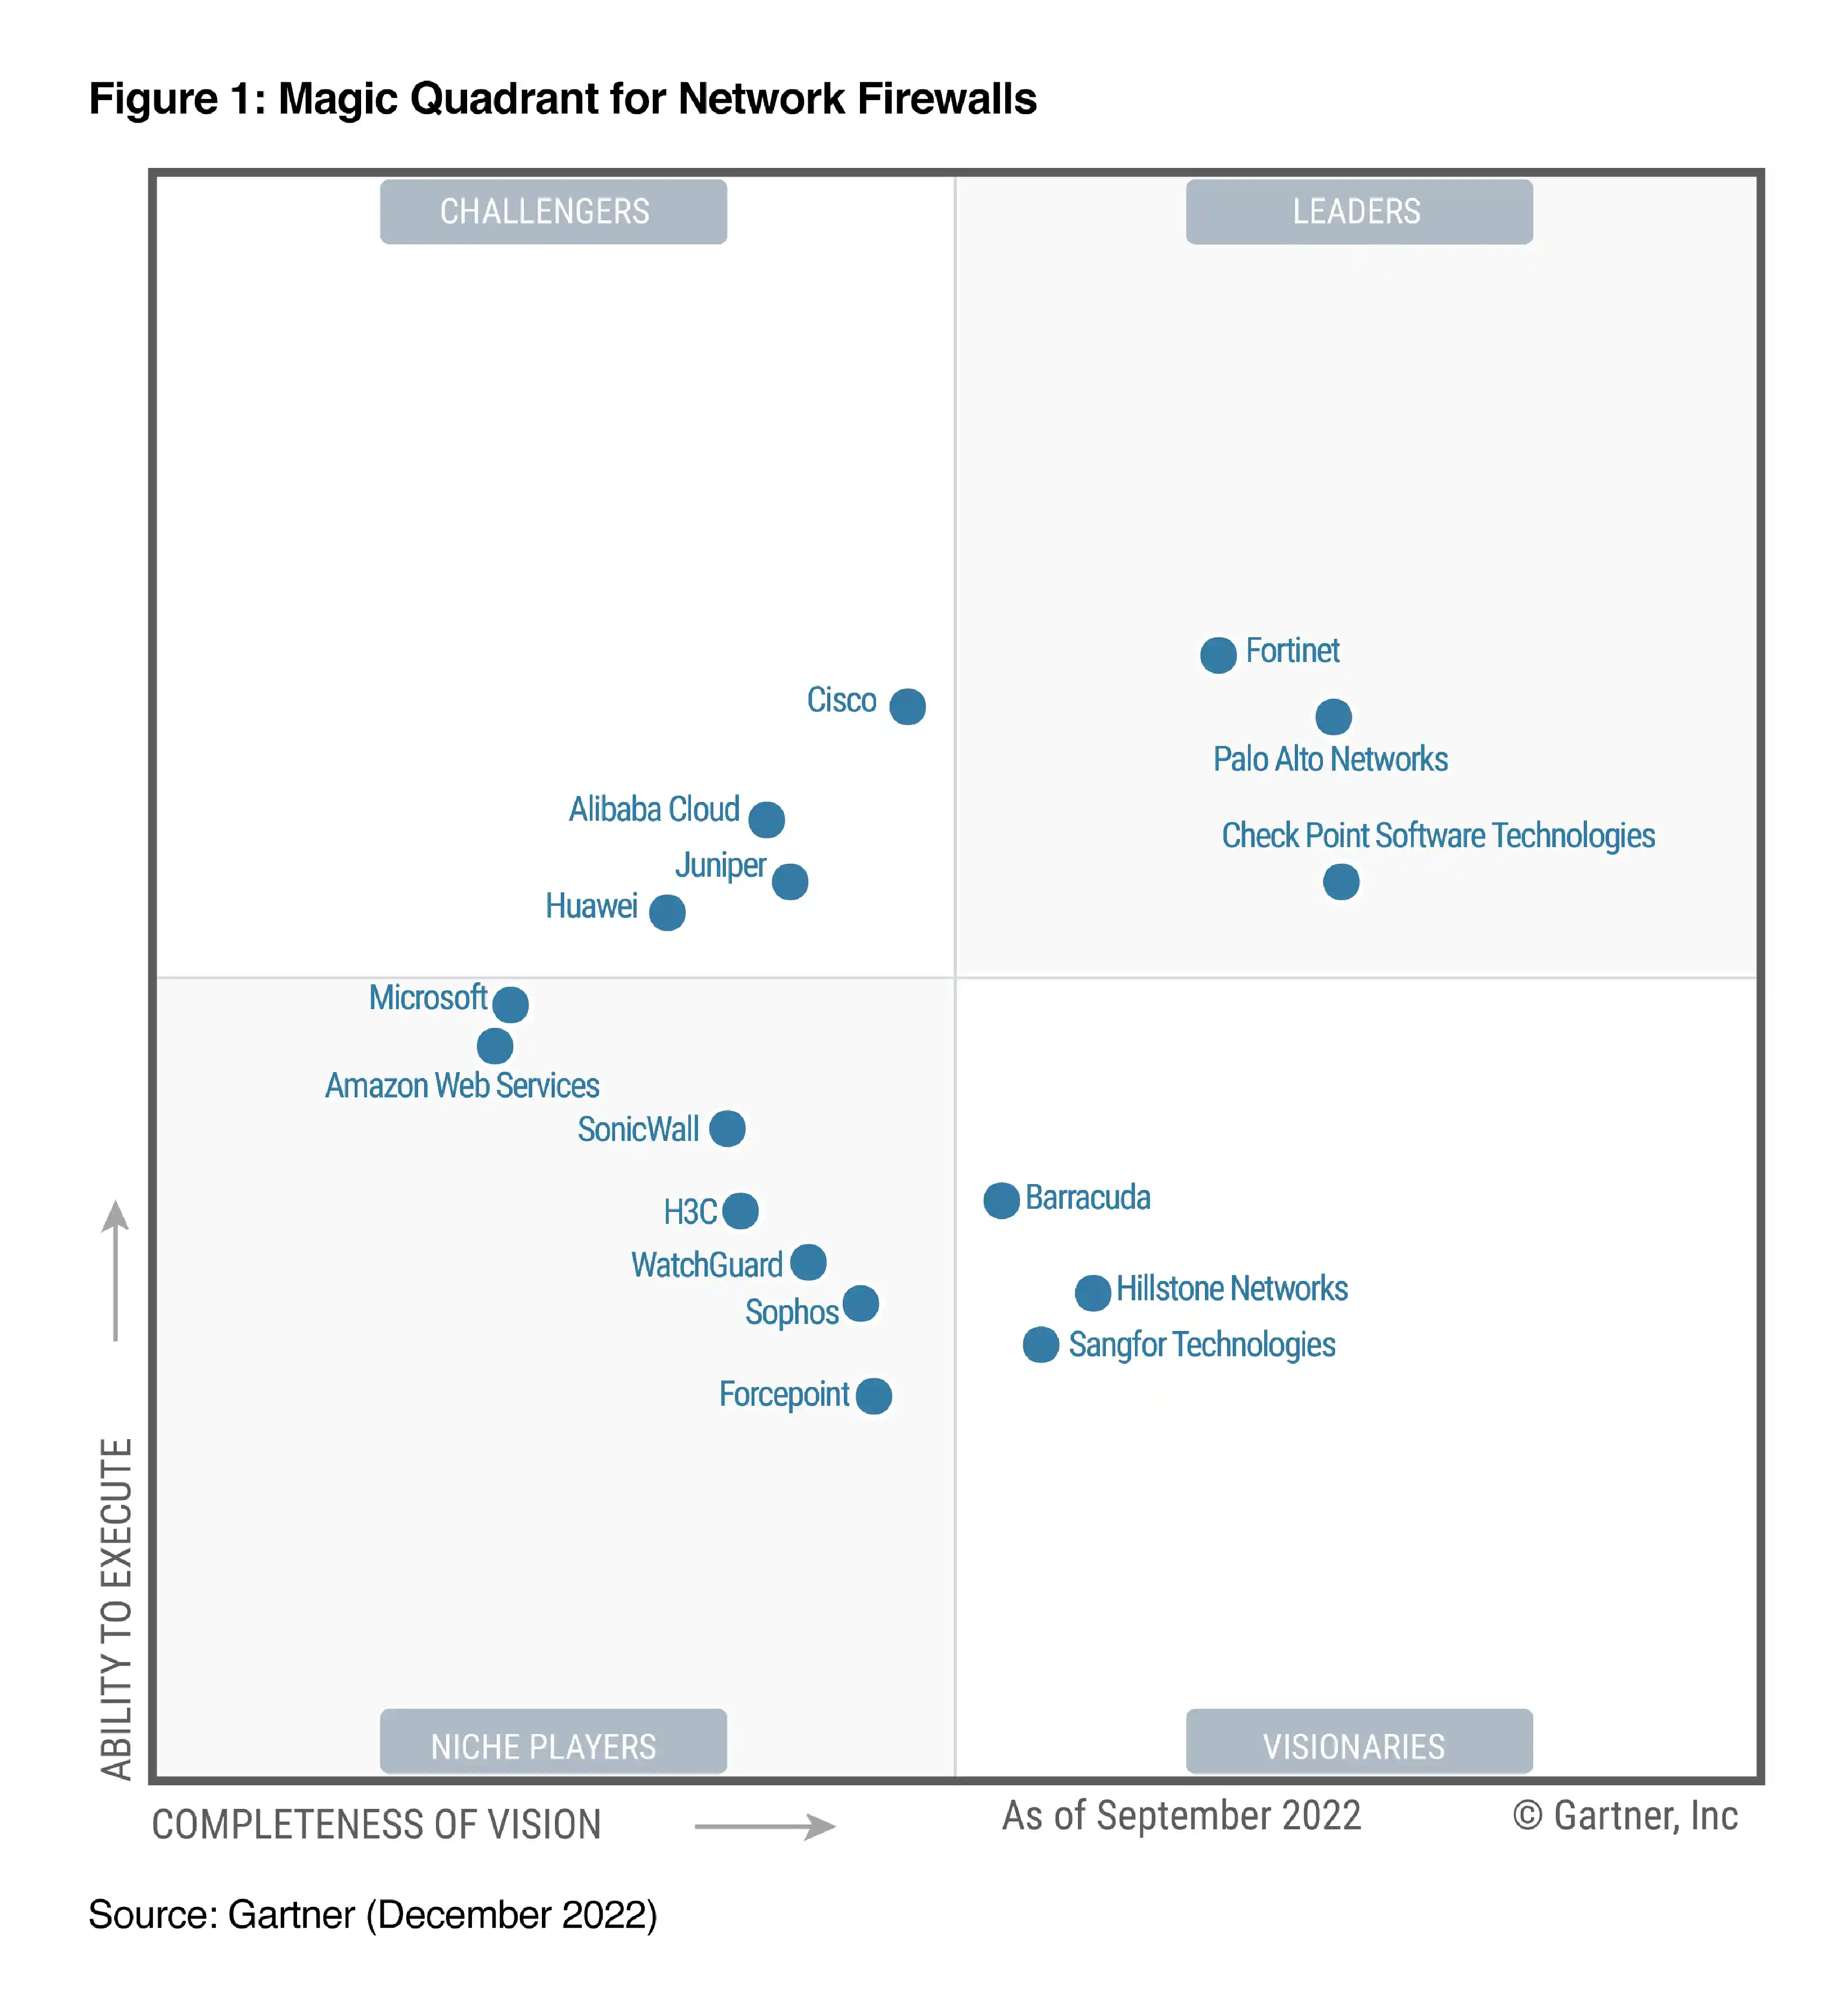 Figure 1: Magic Quadrant for Network Firewalls
CHALLENGERS
LEADERS
Fortinet
Cisco
Palo Alto Networks
Alibaba Cloud
Check Point Software Technologies
Juniper
Huawei
Microsoft
Amazon Web Services
SonicWall
Barracuda
H3C
WatchGuard
Hillstone Networks
Sophos
Sangfor Technologies
Forcepoint
ABILITY TO EXECUTE
NICHE PLAYERS
VISIONARIES
COMPLETENESS OF VISION
As of September 2022
© Gartner, Inc
Source: Gartner (December 2022)